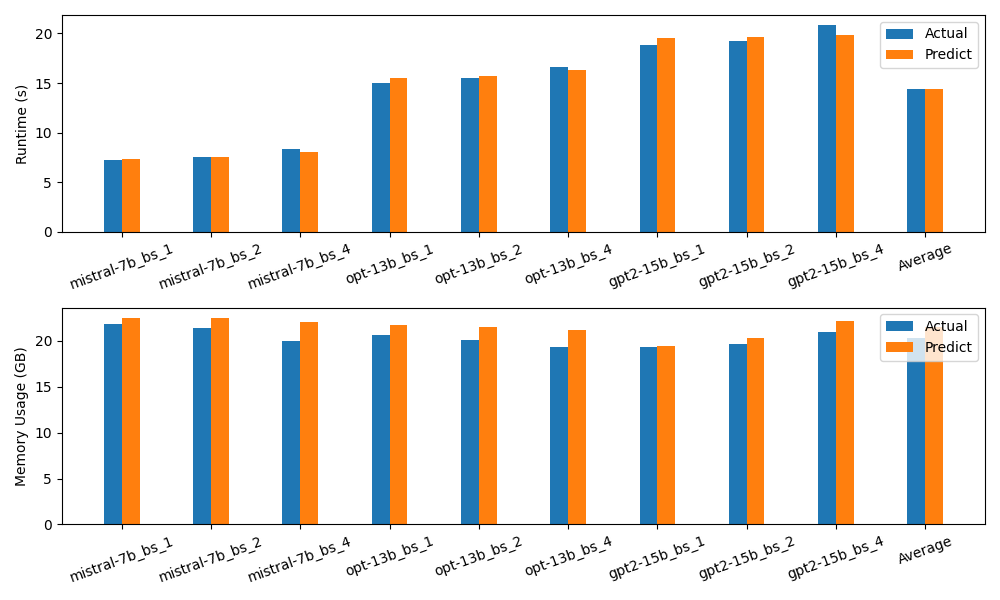 Runtime (s)
20
15
10
5
0
Actual
Predict
mistral-7b_bs_1
mistral-7b_bs_2
mistral-7b_bs_4
opt-13b_bs_1
opt-13b_bs_2
opt-13b_bs_4
gpt2-15b_bs_1
gpt2-15b_bs_2
gpt2-15b_bs_4
Average
Memory Usage (GB)
20
15
10
5
0
Actual
Predict
mistral-7b_bs_1
mistral-7b_bs_2
mistral-7b_bs_4
opt-13b_bs_1
opt-13b_bs_2
opt-13b_bs_4
gpt2-15b_bs_1
gpt2-15b_bs_2
gpt2-15b_bs_4
Average